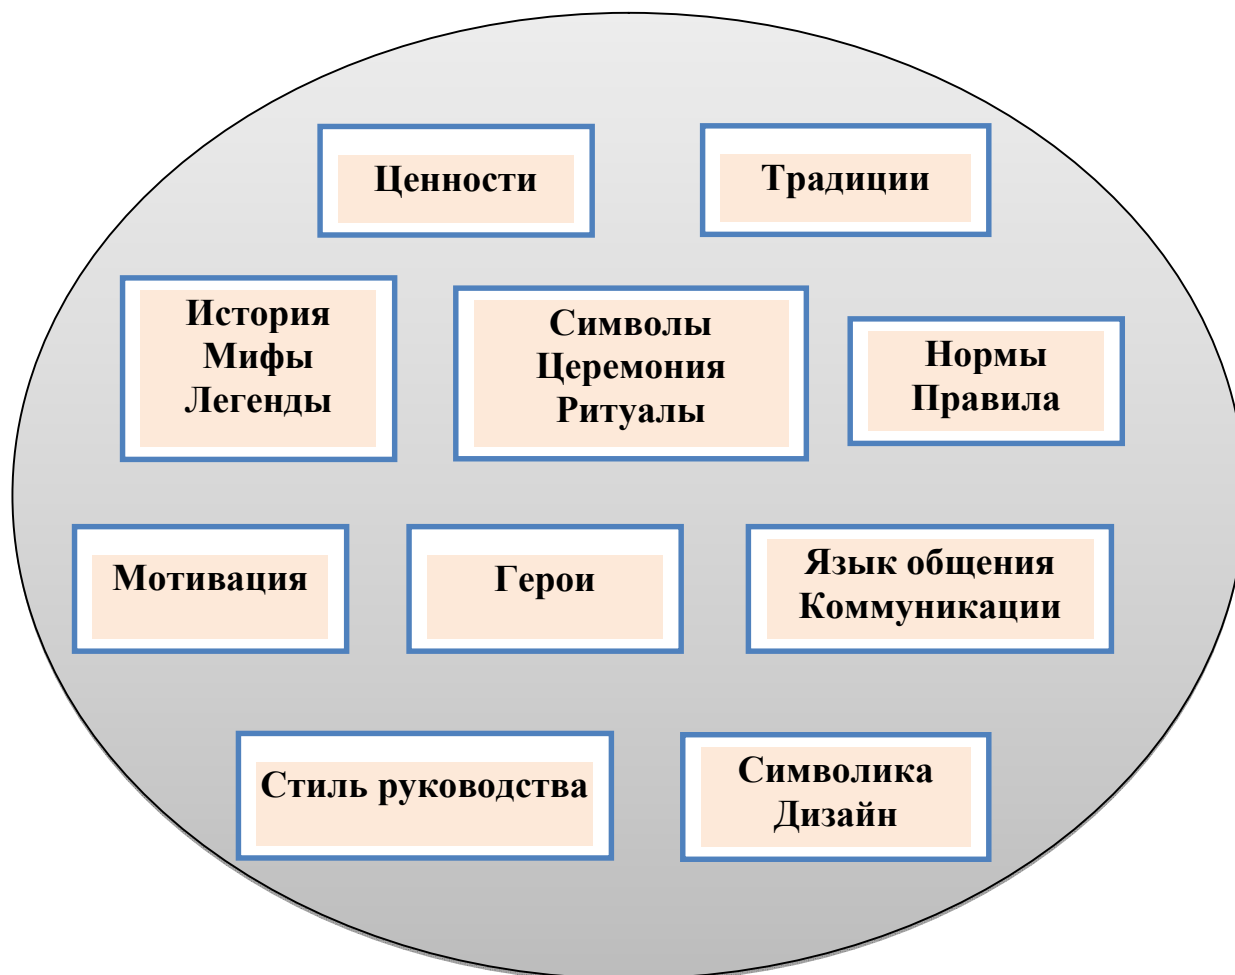 Ценности
Традиции
История
Мифы
Легенды
Символы
Церемония
Ритуалы
Нормы
Правила
Мотивация
Герои
Язык общения
Коммуникации
Стиль руководства
Символика
Дизайн